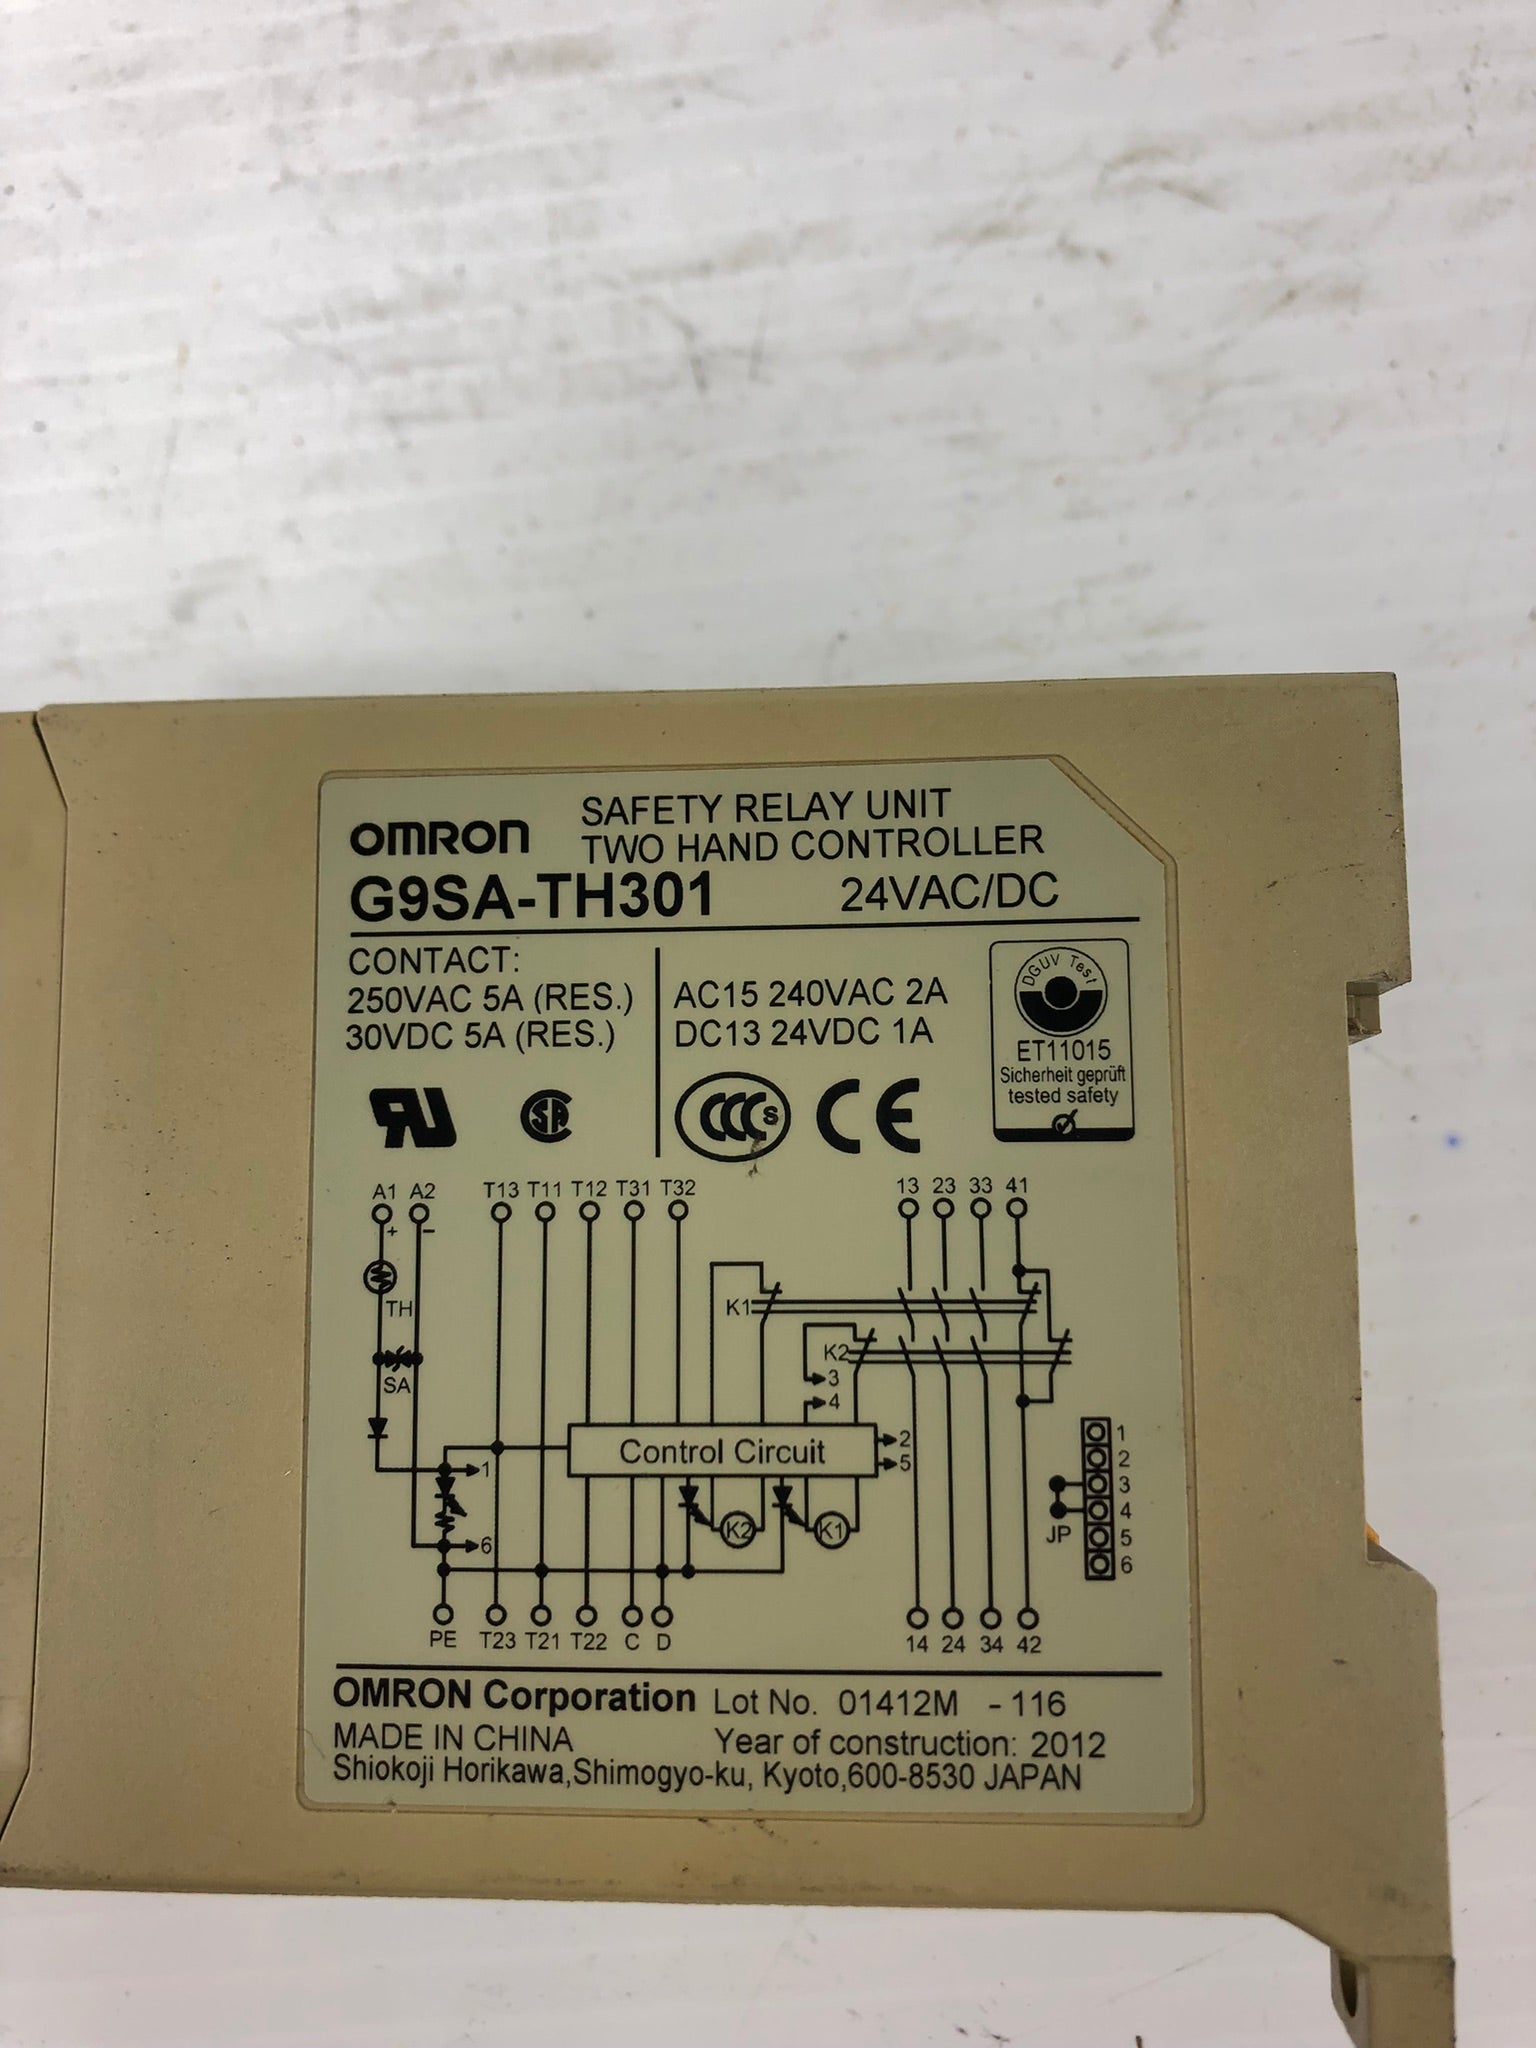 OMRON
SAFETY RELAY UNIT
TWO HAND CONTROLLER
G9SA-TH301 24VAC/DC
CONTACT:
250VAC 5A (RES.)
30VDC 5A (RES.)
AC15 240VAC 2A
DC13 24VDC 1A
DGUV Test
ET11015
Sicherheit geprüft
tested safety
RU
SA
CCC S
CE
A1 A2 T13 T11 T12 T31 T32 13 23 33 41
+ −
TH
K1
K2
SA
3
4
Control Circuit
2
5
1
6
K2 K1
JP
1
2
3
4
5
6
PE T23 T21 T22 C D 14 24 34 42
OMRON Corporation Lot No. 01412M - 116
MADE IN CHINA Year of construction: 2012
Shiokoji Horikawa,Shimogyo-ku, Kyoto,600-8530 JAPAN